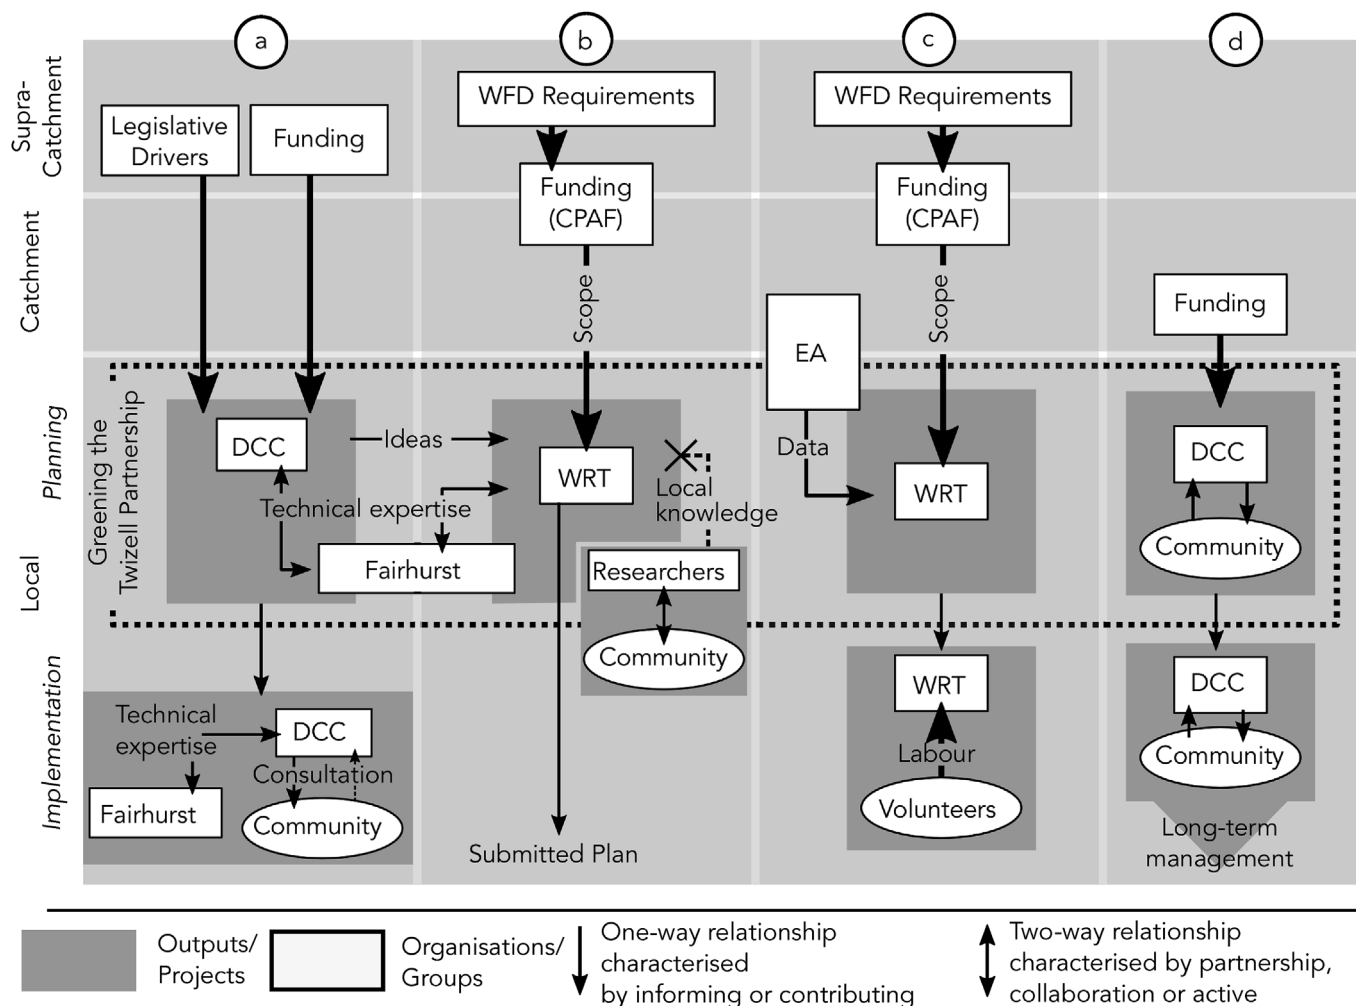 a
b
c
d
Supra-
Catchment
Catchment
Planning
Local
Implementation
Legislative
Drivers
Funding
WFD Requirements
Funding
(CPAF)
Scope
WFD Requirements
Funding
(CPAF)
Scope
EA
Data
Funding
Greening the
Twizell Partnership
DCC
Ideas
Technical expertise
Fairhurst
WRT
Local
knowledge
Researchers
Community
WRT
DCC
Community
Technical
expertise
DCC
Consultation
Fairhurst
Community
Submitted Plan
WRT
Labour
Volunteers
DCC
Community
Long-term
management
Outputs/
Projects
Organisations/
Groups
One-way relationship
characterised
by informing or contributing
Two-way relationship
characterised by partnership,
collaboration or active